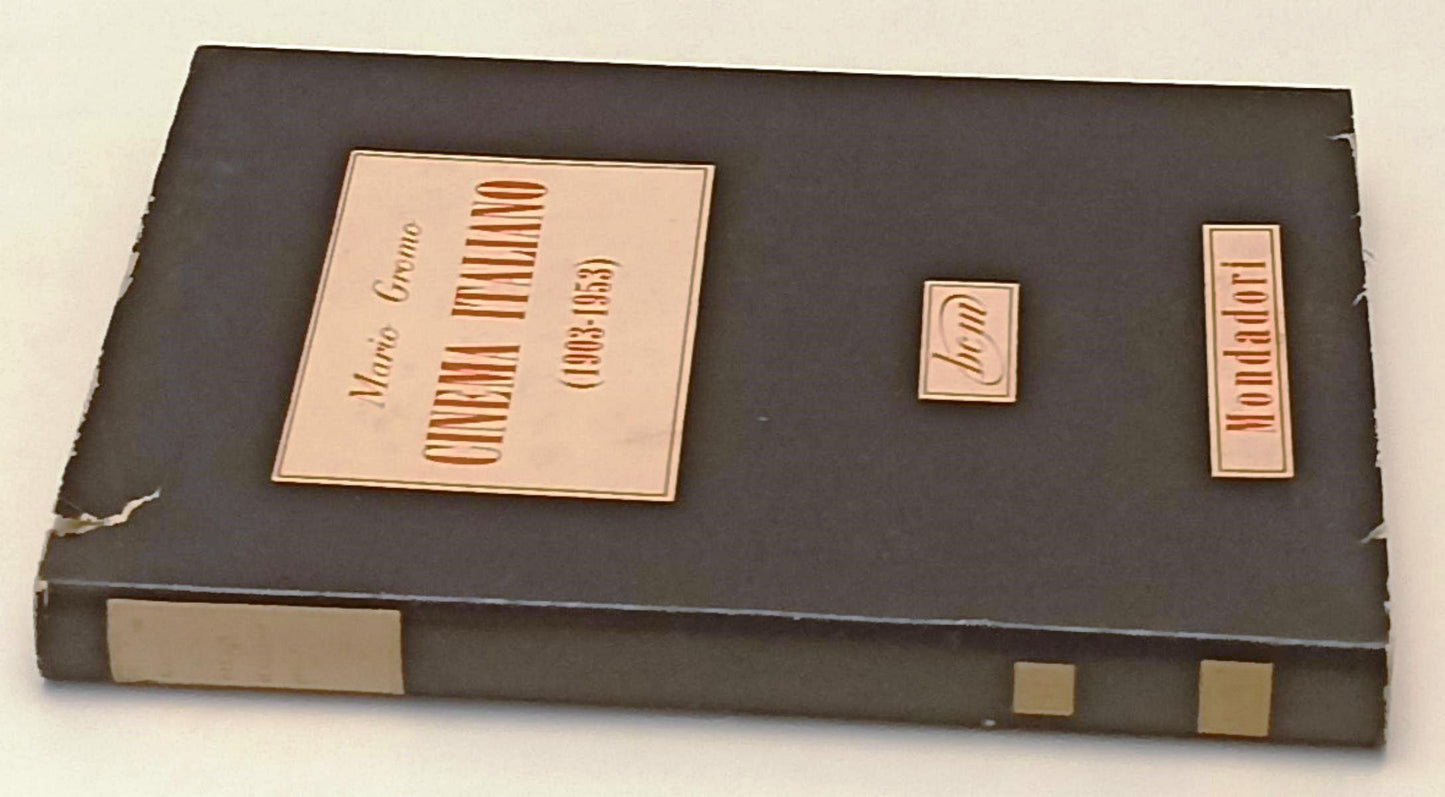 Mario Gromo
CINEMA ITALIANO
(1903-1953)
bcm
Mondadori